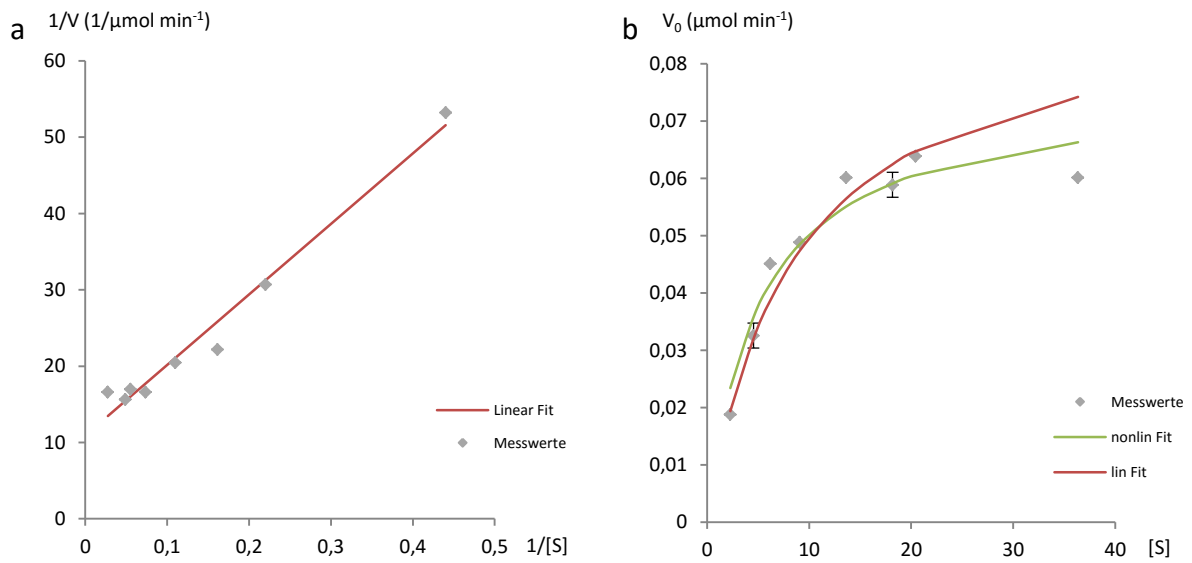 a
1/V (1/µmol min⁻¹)
60
50
40
30
20
10
0
0
0,1
0,2
0,3
0,4
0,5
1/[S]
Linear Fit
Messwerte
b
V₀ (µmol min⁻¹)
0,08
0,07
0,06
0,05
0,04
0,03
0,02
0,01
0
0
10
20
30
40
[S]
Messwerte
nonlin Fit
lin Fit